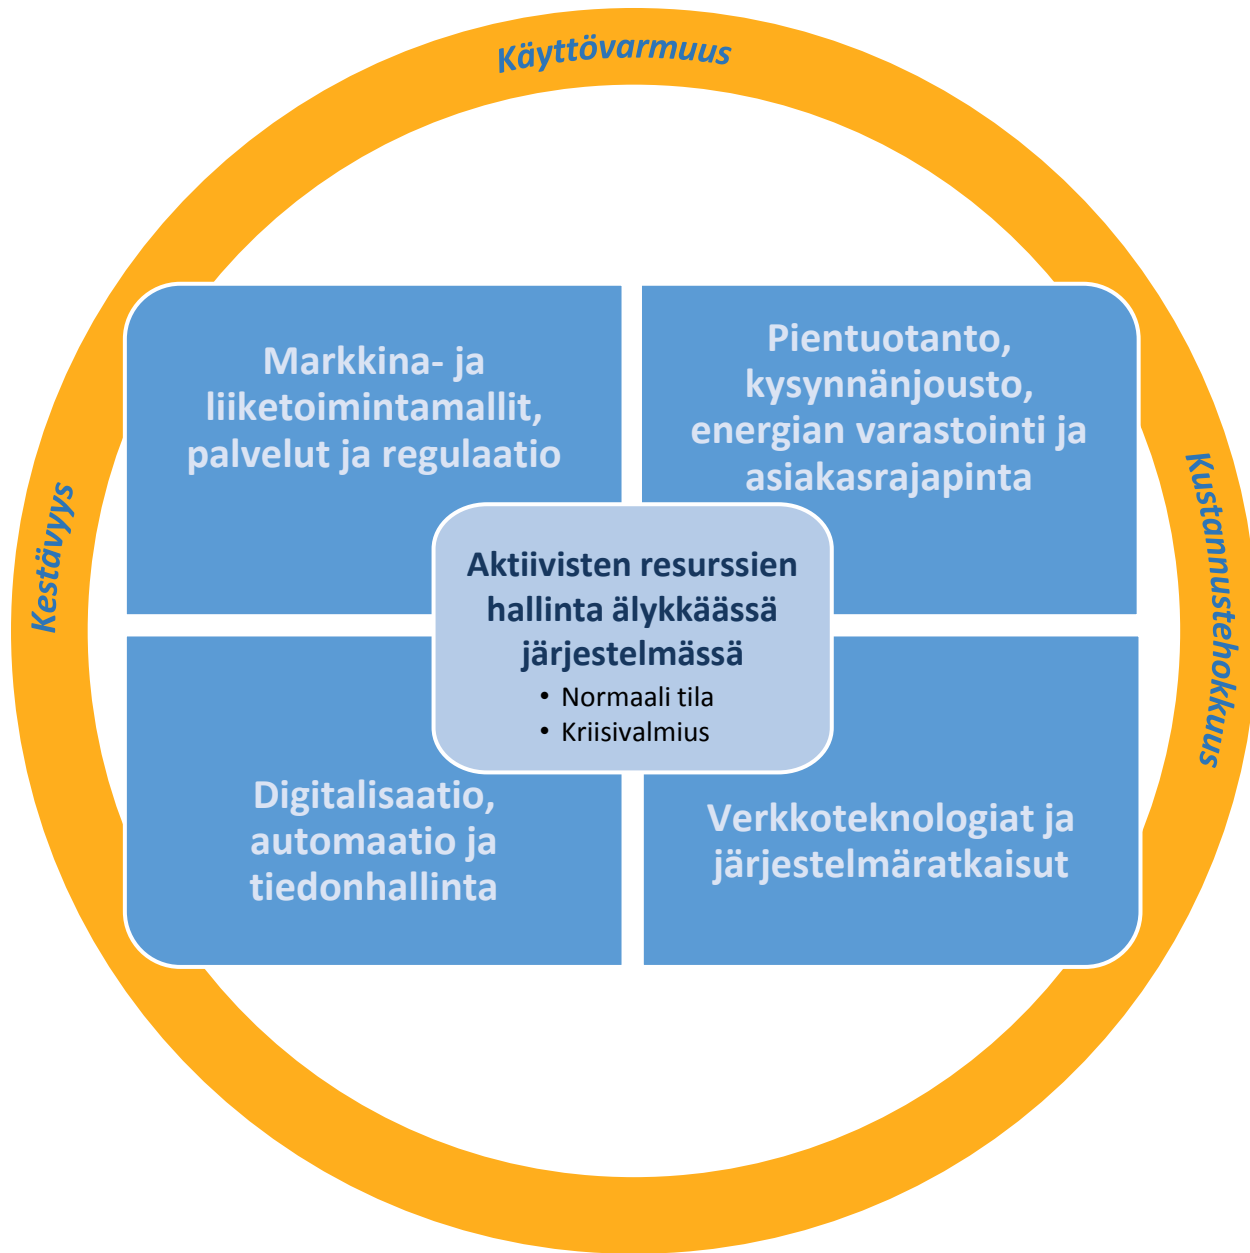 Käyttövarmuus
Markkina- ja
liiketoimintamallit,
palvelut ja regulaatio
Pientuotanto,
kysynnänjousto,
energian varastointi ja
asiakasrajapinta
Kestävyys
Kustannustehokkuus
Aktiivisten resurssien
hallinta älykkäässä
järjestelmässä
• Normaali tila
• Kriisivalmius
Digitalisaatio,
automaatio ja
tiedonhallinta
Verkkoteknologiat ja
järjestelmäratkaisut